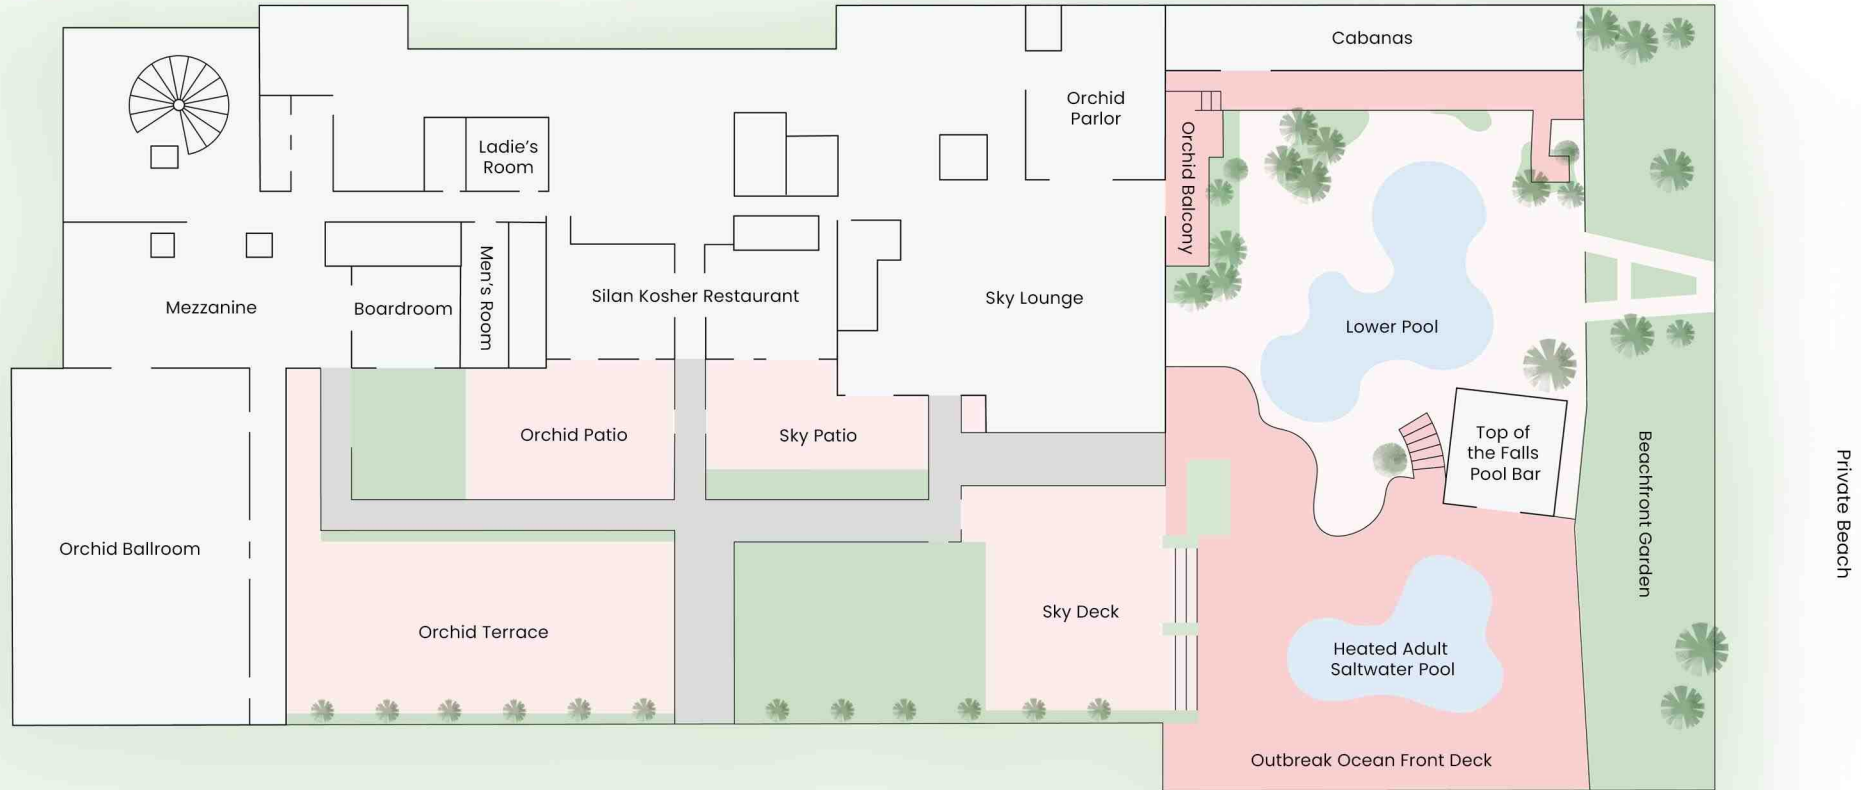 Cabanas
Orchid
Parlor
Ladie's
Room
Orchid Balcony
Men's Room
Mezzanine
Boardroom
Silan Kosher Restaurant
Sky Lounge
Lower Pool
Orchid Patio
Sky Patio
Top of
the Falls
Pool Bar
Beachfront Garden
Private Beach
Orchid Ballroom
Orchid Terrace
Sky Deck
Heated Adult
Saltwater Pool
Outbreak Ocean Front Deck